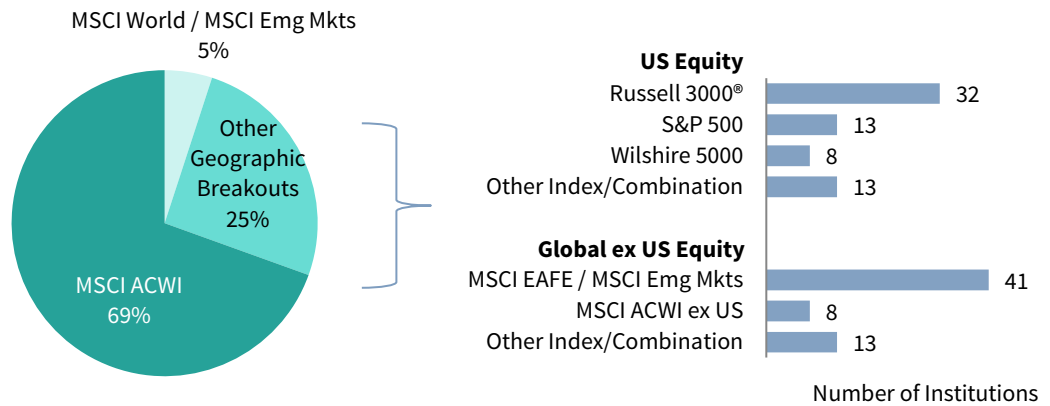 MSCI World / MSCI Emg Mkts
5%
Other
Geographic
Breakouts
25%
MSCI ACWI
69%
US Equity
Russell 3000® 32
S&P 500 13
Wilshire 5000 8
Other Index/Combination 13
Global ex US Equity
MSCI EAFE / MSCI Emg Mkts 41
MSCI ACWI ex US 8
Other Index/Combination 13
Number of Institutions